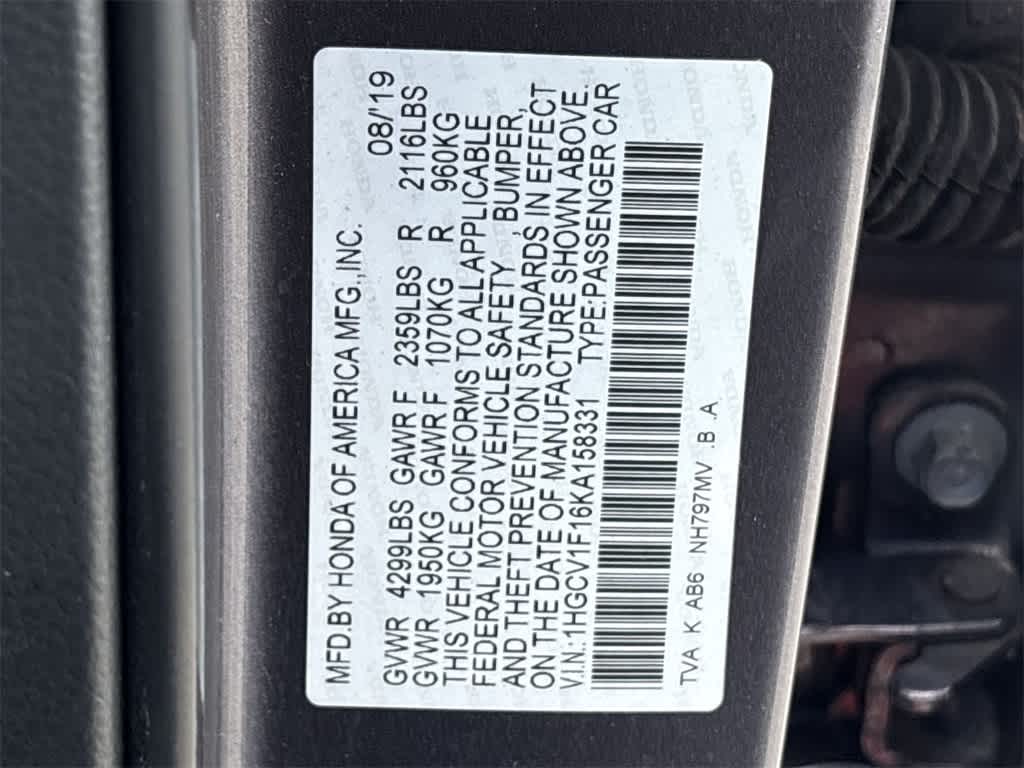 MFD.BY HONDA OF AMERICA MFG.,INC. 08/'19
GVWR 4299LBS GAWR F 2359LBS R 2116LBS
GVWR 1950KG GAWR F 1070KG R 960KG
THIS VEHICLE CONFORMS TO ALL APPLICABLE
FEDERAL MOTOR VEHICLE SAFETY, BUMPER,
AND THEFT PREVENTION STANDARDS, IN EFFECT
ON THE DATE OF MANUFACTURE SHOWN ABOVE.
V.I.N.:1HGCV1F16KA158331 TYPE:PASSENGER CAR
TVA K AB6 NH797MV .B .A